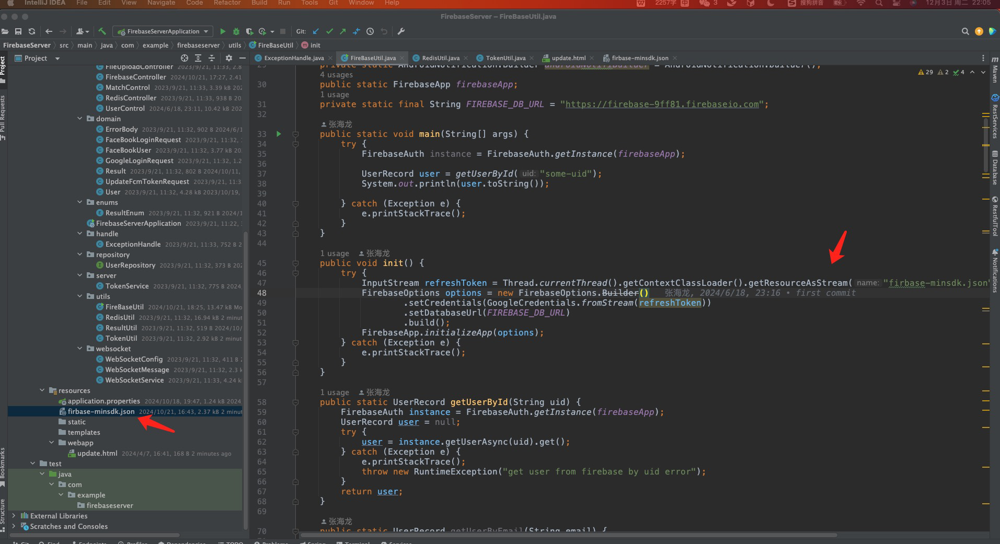 IntelliJ IDEA File Edit View Navigate Code Refactor Build Run Tools Git Window Help 2257字 中 3 搜狗拼音 12月3日 周二 22:05
FirebaseServer – FireBaseUtil.java
FirebaseServerApplication Git:
FirebaseServer src main java com example firebaseserver utils FireBaseUtil init
Project
ExceptionHandle.java FireBaseUtil.java RedisUtil.java TokenUtil.java update.html firbase-minsdk.json
Project
Pull Requests
Bookmarks
Structure
FileUploadController 2023/9/21, 11:33, 2.8
FirebaseController 2024/10/21, 17:27, 2.41
MatchControl 2023/9/21, 11:33, 3.39 kB 202
RedisController 2023/9/21, 11:33, 938 B 20
UserControl 2024/6/18, 23:11, 10.42 kB 202
domain
ErrorBody 2023/9/21, 11:32, 902 B 2024/6/1
FaceBookLoginRequest 2023/9/21, 11:32,
FaceBookUser 2023/9/21, 11:32, 3.77 kB 20
GoogleLoginRequest 2023/9/21, 11:32, 1.2
Result 2023/9/21, 11:32, 802 B 2024/10/11,
UpdateFcmTokenRequest 2023/9/21, 11:3
User 2023/9/21, 11:32, 4.28 kB 2023/10/19,
enums
ResultEnum 2023/9/21, 11:32, 921 B 2024/1
FirebaseServerApplication 2023/9/21, 11:22,
handle
ExceptionHandle 2023/9/21, 11:33, 752 B 2
repository
UserRepository 2023/9/21, 11:32, 373 B 202
server
TokenService 2023/9/21, 11:32, 775 B 2024
utils
FireBaseUtil 2024/10/21, 18:25, 13.47 kB Mo
RedisUtil 2023/9/21, 11:32, 16.94 kB 2 minut
ResultUtil 2023/9/21, 11:32, 519 B 2024/10/
TokenUtil 2023/9/21, 11:32, 2.92 kB 2 minut
websocket
WebSocketConfig 2023/9/21, 11:32, 411 B 2
WebSocketMessage 2023/9/21, 11:32, 2.3 k
WebSocketService 2023/9/21, 11:33, 4.24 k
resources
application.properties 2024/10/18, 19:47, 1.24 kB 2024
firbase-minsdk.json 2024/10/21, 16:43, 2.37 kB 2 minut
static
templates
webapp
update.html 2024/4/7, 16:41, 168 B 2 minutes ago
test
java
com
example
firebaseserver
External Libraries
Scratches and Consoles
29 private static AndroidNotification.Builder androidNotifiBuilder = AndroidNotification.builder();
29 2 4
4 usages
30 public static FirebaseApp firebaseApp;
1 usage
31 private static final String FIREBASE_DB_URL = "https://firebase-9ff81.firebaseio.com";
32
张海龙
33 public static void main(String[] args) {
34 try {
35 FirebaseAuth instance = FirebaseAuth.getInstance(firebaseApp);
36
37 UserRecord user = getUserById( uid: "some-uid");
38 System.out.println(user.toString());
39
40 } catch (Exception e) {
41 e.printStackTrace();
42 }
43 }
44
1 usage 张海龙
45 public void init() {
46 try {
47 InputStream refreshToken = Thread.currentThread().getContextClassLoader().getResourceAsStream( name: "firbase-minsdk.json"
48 FirebaseOptions options = new FirebaseOptions.Builder() 张海龙, 2024/6/18, 23:16 • first commit
49 .setCredentials(GoogleCredentials.fromStream(refreshToken))
50 .setDatabaseUrl(FIREBASE_DB_URL)
51 .build();
52 FirebaseApp.initializeApp(options);
53 } catch (Exception e) {
54 e.printStackTrace();
55 }
56 }
57
1 usage 张海龙
58 public static UserRecord getUserById(String uid) {
59 FirebaseAuth instance = FirebaseAuth.getInstance(firebaseApp);
60 UserRecord user = null;
61 try {
62 user = instance.getUserAsync(uid).get();
63 } catch (Exception e) {
64 e.printStackTrace();
65 throw new RuntimeException("get user from firebase by uid error");
66 }
67 return user;
68 }
69
张海龙
70 public static UserRecord getUserByEmail(String email) {
Maven
RestServices
Database
RestfulTool
Notifications
Git Find Endpoints Profiler Dependencies TODO Problems Spring Terminal Services